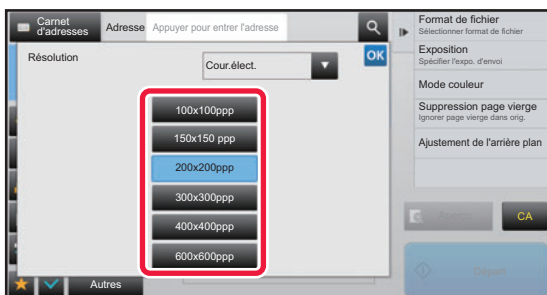 Carnet
d'adresses
Adresse
Appuyer pour entrer l'adresse
Résolution
Cour.élect.
OK
100x100ppp
150x150 ppp
200x200ppp
300x300ppp
400x400ppp
600x600ppp
Autres
Format de fichier
Sélectionner format de fichier
Exposition
Spécifier l'expo. d'envoi
Mode couleur
Suppression page vierge
Ignorer page vierge dans orig.
Ajustement de l'arrière plan
CA
Départ